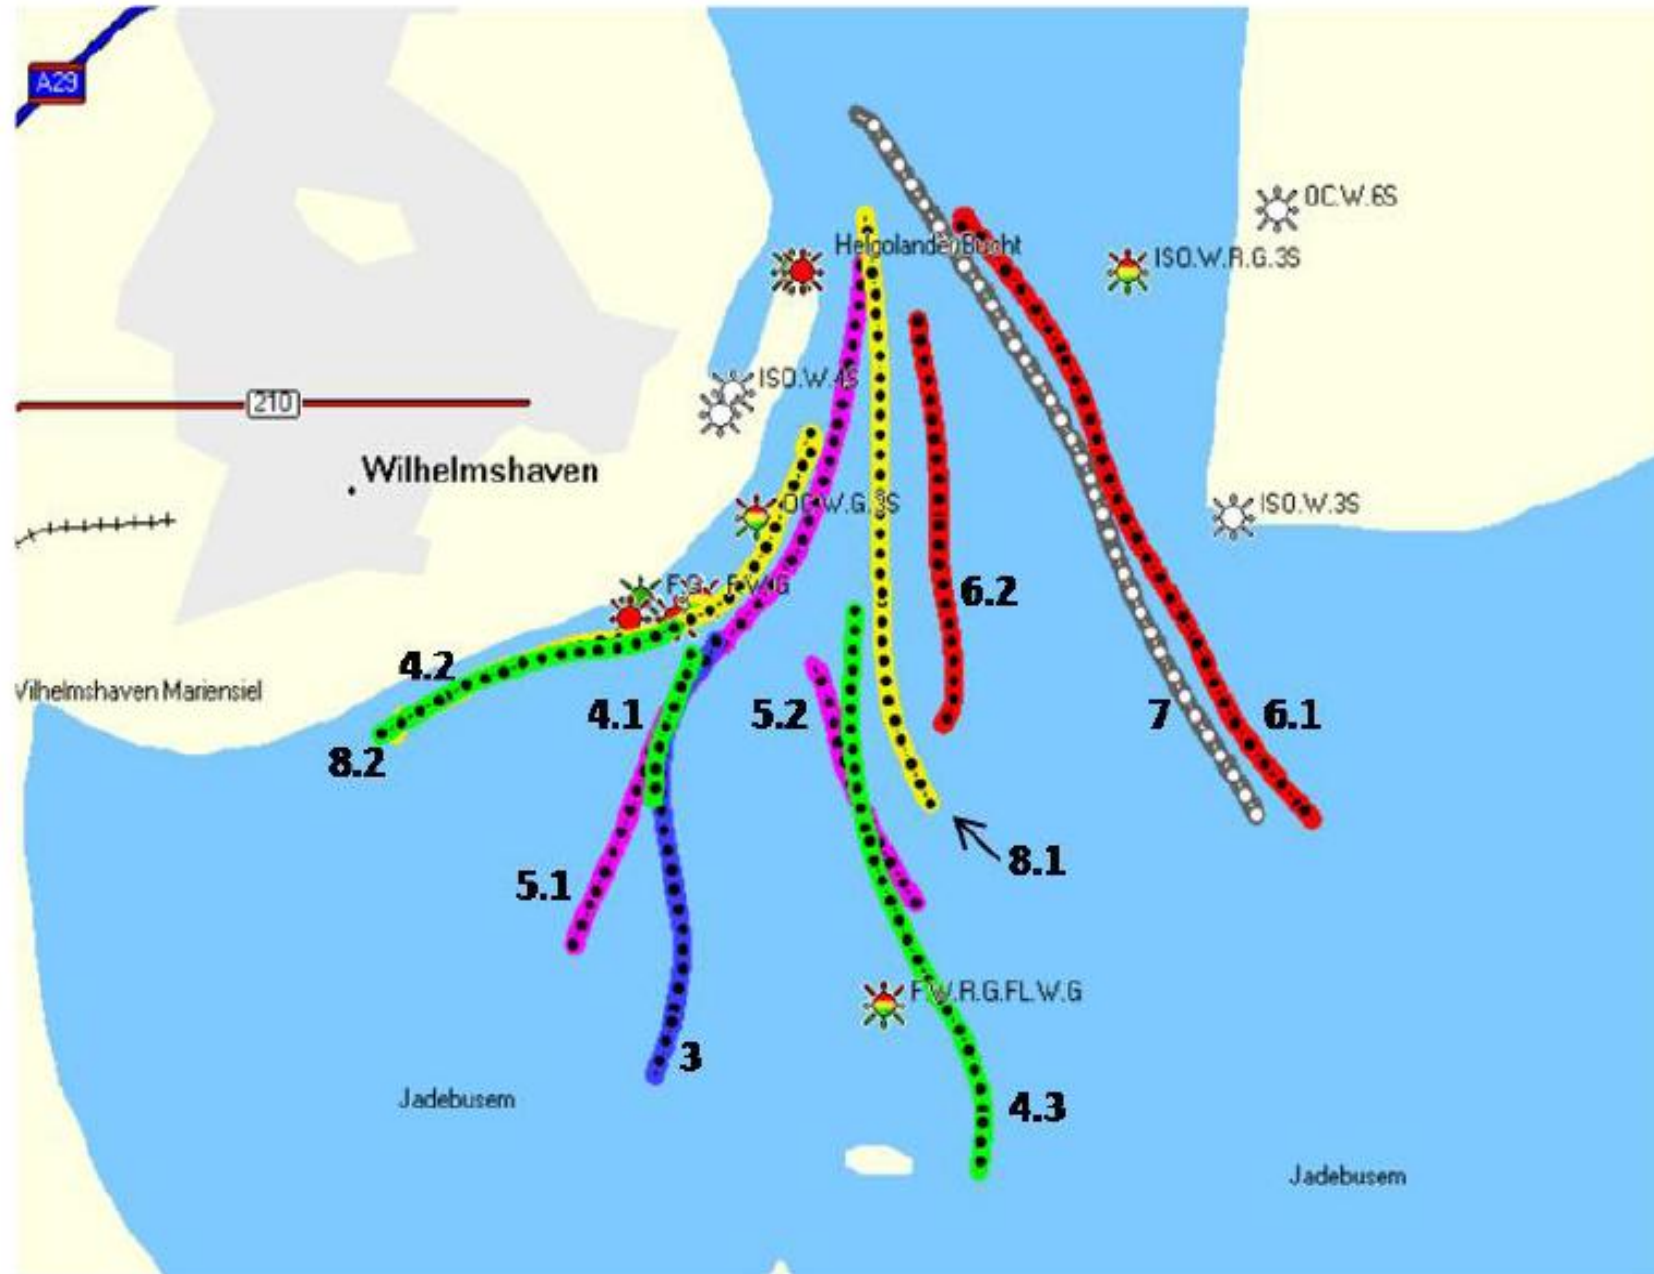 A29
OC.W.6S
Helgolander Bucht
ISO.W.R.G.3S
ISO.W.4S
210
Wilhelmshaven
OC.W.G.3S
ISO.W.3S
F.G
F.W.G
6.2
4.2
Vilhelmshaven Mariensiel
4.1
5.2
7
6.1
8.2
8.1
5.1
F.W.R.G.FL.W.G
3
Jadebusem
4.3
Jadebusem